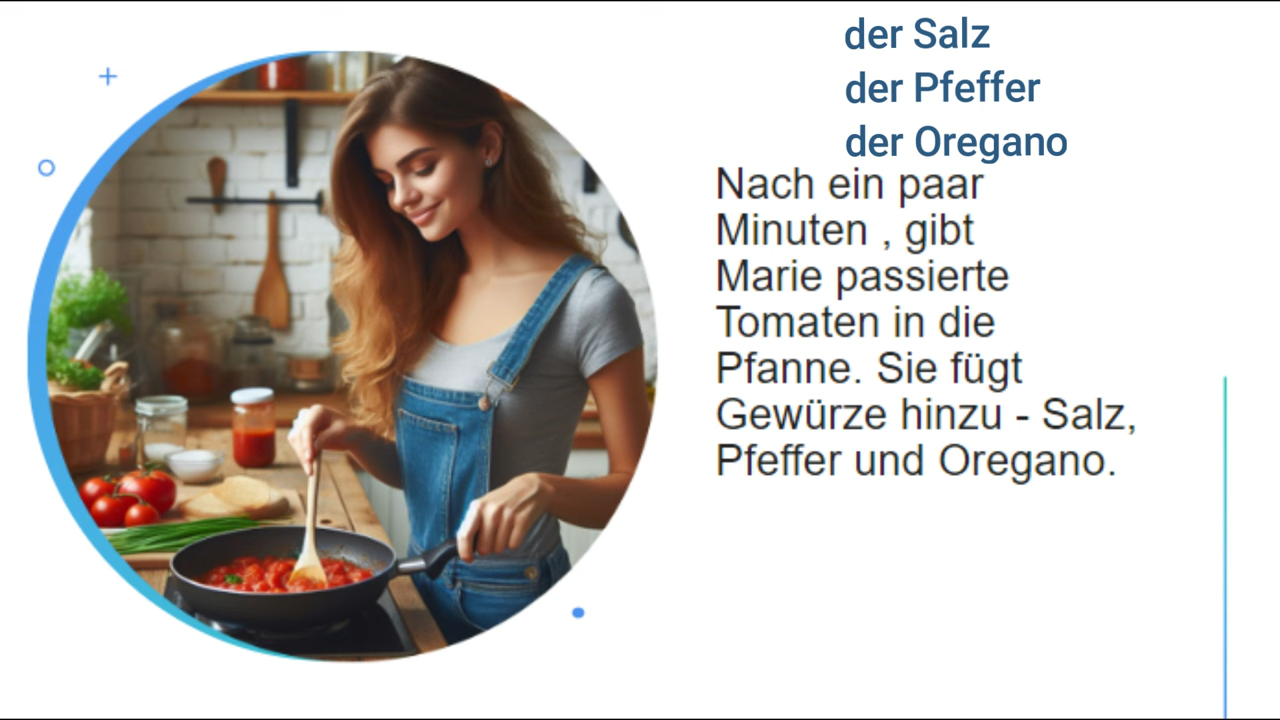 der Salz
der Pfeffer
der Oregano
Nach ein paar
Minuten , gibt
Marie passierte
Tomaten in die
Pfanne. Sie fügt
Gewürze hinzu - Salz,
Pfeffer und Oregano.